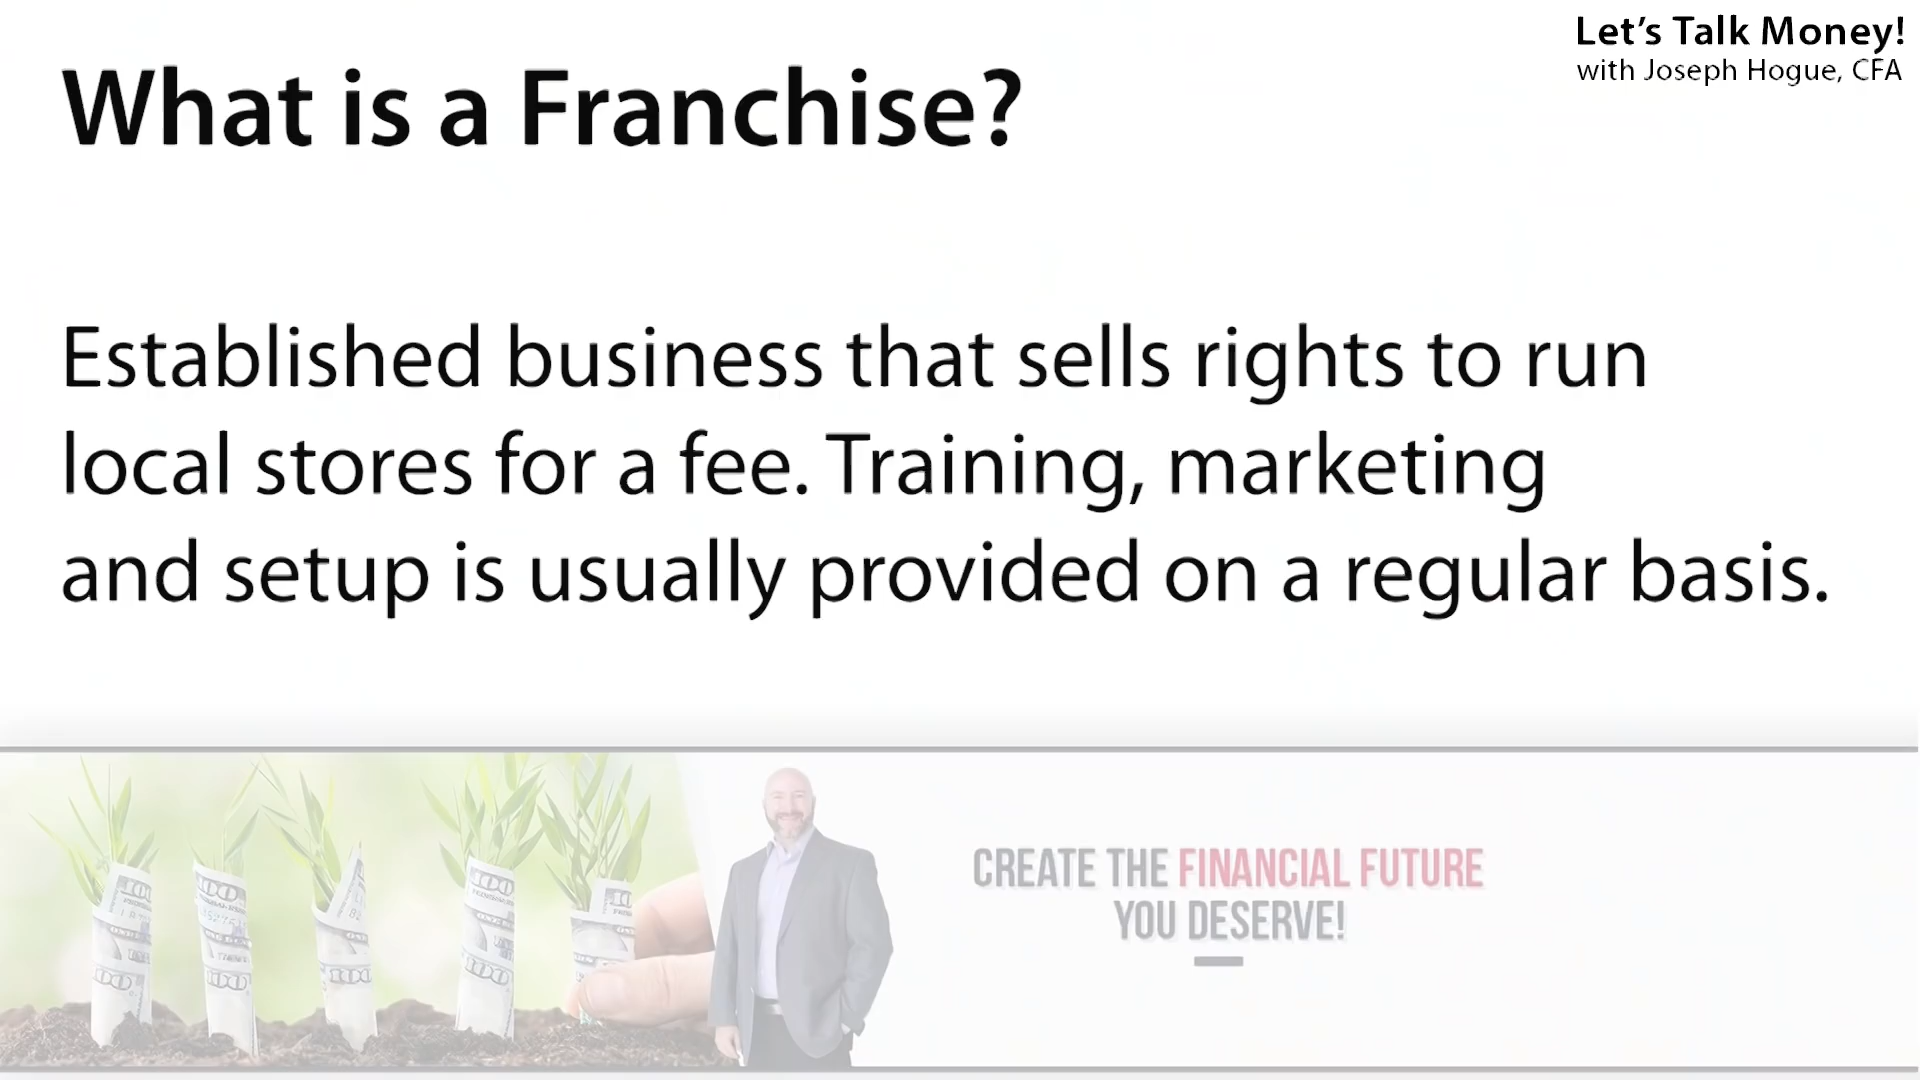 Let's Talk Money!
with Joseph Hogue, CFA
What is a Franchise?
Established business that sells rights to run
local stores for a fee. Training, marketing
and setup is usually provided on a regular basis.
CREATE THE FINANCIAL FUTURE
YOU DESERVE!